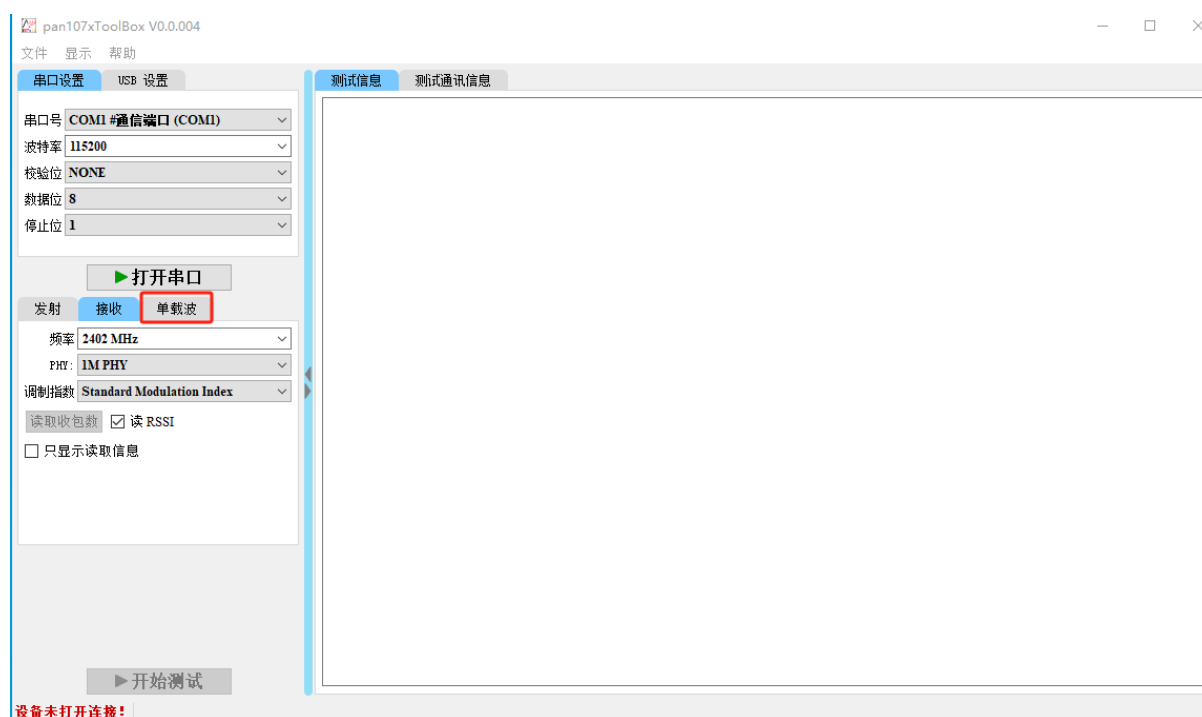 pan107xToolBox V0.0.004
文件 显示 帮助
串口设置 USB 设置
串口号 COM1 #通信端口 (COM1)
波特率 115200
校验位 NONE
数据位 8
停止位 1
打开串口
发射 接收 单载波
频率 2402 MHz
PHY: 1M PHY
调制指数 Standard Modulation Index
读取收包数 读 RSSI
只显示读取信息
开始测试
设备未打开连接!
测试信息 测试通讯信息